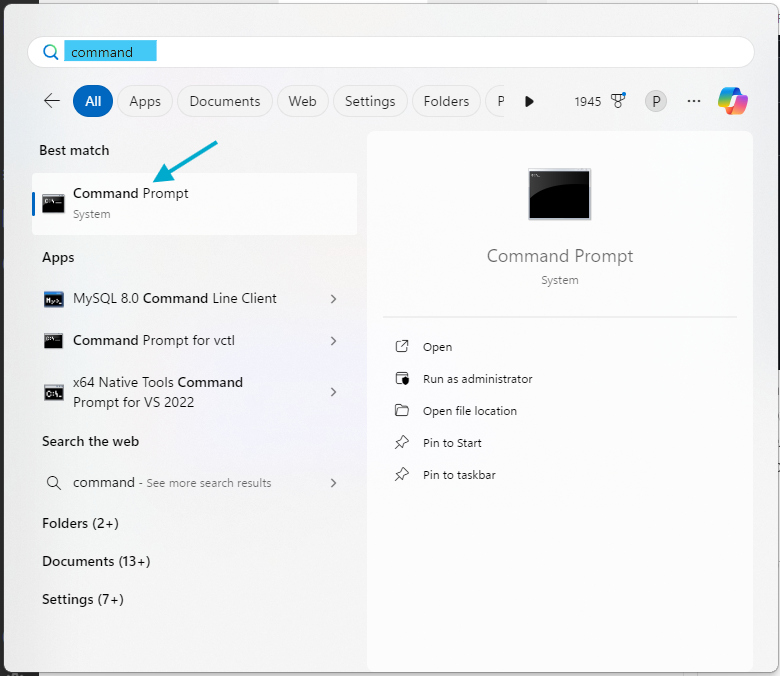 command
All
Apps
Documents
Web
Settings
Folders
P
1945
P
Best match
Command Prompt
System
Apps
MySQL 8.0 Command Line Client
Command Prompt for vctl
x64 Native Tools Command
Prompt for VS 2022
Search the web
command - See more search results
Folders (2+)
Documents (13+)
Settings (7+)
Command Prompt
System
Open
Run as administrator
Open file location
Pin to Start
Pin to taskbar